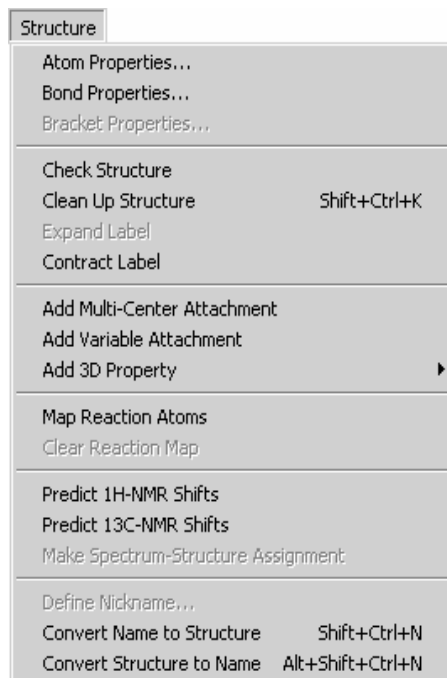 Structure
Atom Properties...
Bond Properties...
Bracket Properties...
Check Structure
Clean Up Structure Shift+Ctrl+K
Expand Label
Contract Label
Add Multi-Center Attachment
Add Variable Attachment
Add 3D Property
Map Reaction Atoms
Clear Reaction Map
Predict 1H-NMR Shifts
Predict 13C-NMR Shifts
Make Spectrum-Structure Assignment
Define Nickname...
Convert Name to Structure Shift+Ctrl+N
Convert Structure to Name Alt+Shift+Ctrl+N